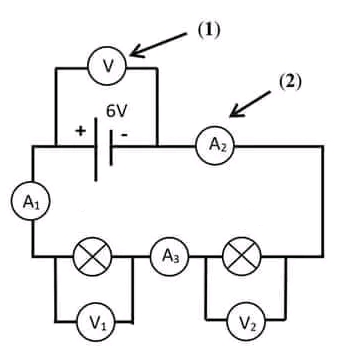 (1)
V
(2)
6V
+ -
A₂
A₁
A₃
V₁
V₂